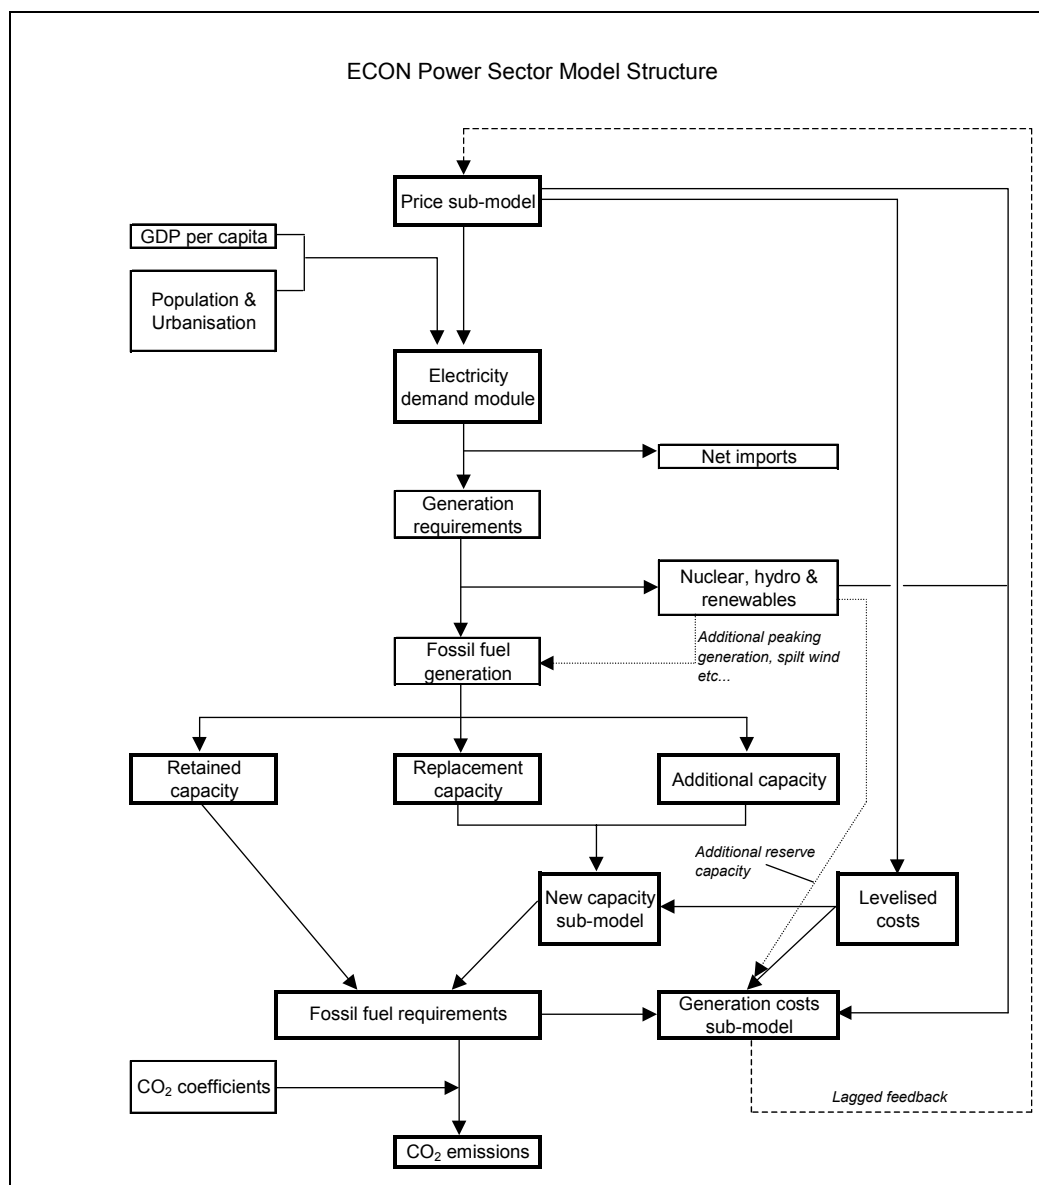 ECON Power Sector Model Structure
Price sub-model
GDP per capita
Population &
Urbanisation
Electricity
demand module
Net imports
Generation
requirements
Nuclear, hydro &
renewables
Additional peaking
generation, spilt wind
etc...
Fossil fuel
generation
Retained
capacity
Replacement
capacity
Additional capacity
Additional reserve
capacity
New capacity
sub-model
Levelised
costs
Fossil fuel requirements
Generation costs
sub-model
CO₂ coefficients
Lagged feedback
CO₂ emissions